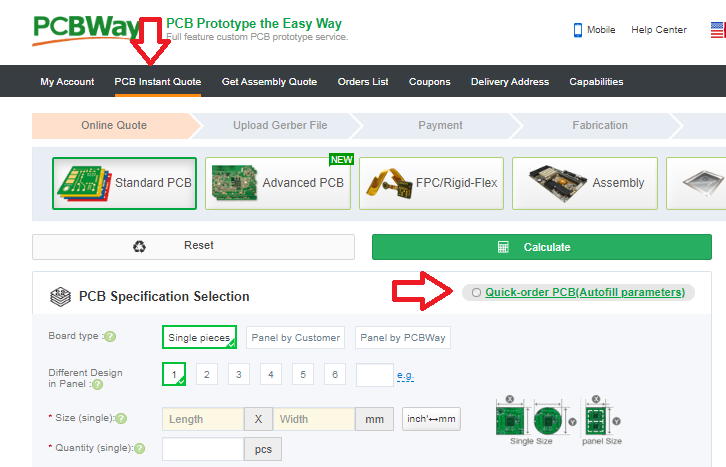 PCBWay
PCB Prototype the Easy Way
Full feature custom PCB prototype service.
Mobile
Help Center
My Account
PCB Instant Quote
Get Assembly Quote
Orders List
Coupons
Delivery Address
Capabilities
Online Quote
Upload Gerber File
Payment
Fabrication
Standard PCB
NEW
Advanced PCB
FPC/Rigid-Flex
Assembly
Reset
Calculate
PCB Specification Selection
Quick-order PCB(Autofill parameters)
Board type :?
Single pieces
Panel by Customer
Panel by PCBWay
Different Design
in Panel :?
1 2 3 4 5 6
e.g.
* Size (single):?
Length X Width mm
inch↔mm
X Y X Y
Single Size
panel Size
* Quantity (single):?
pcs